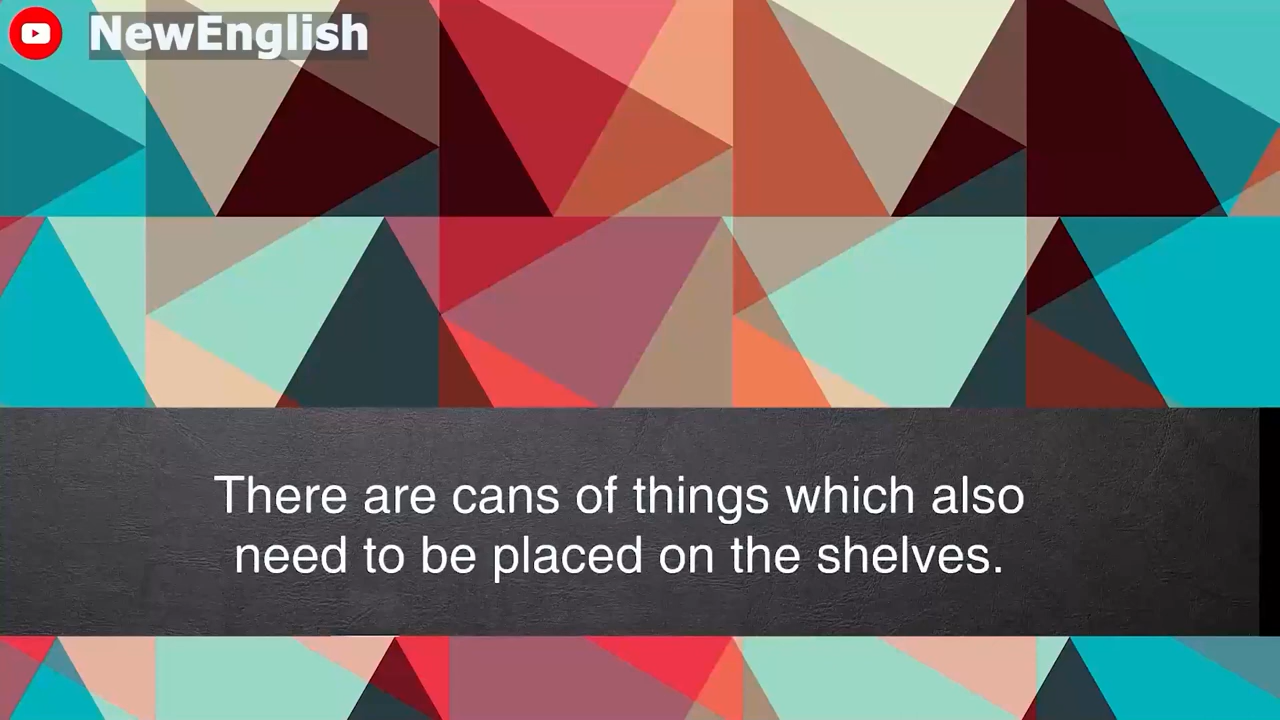 NewEnglish
There are cans of things which also
need to be placed on the shelves.